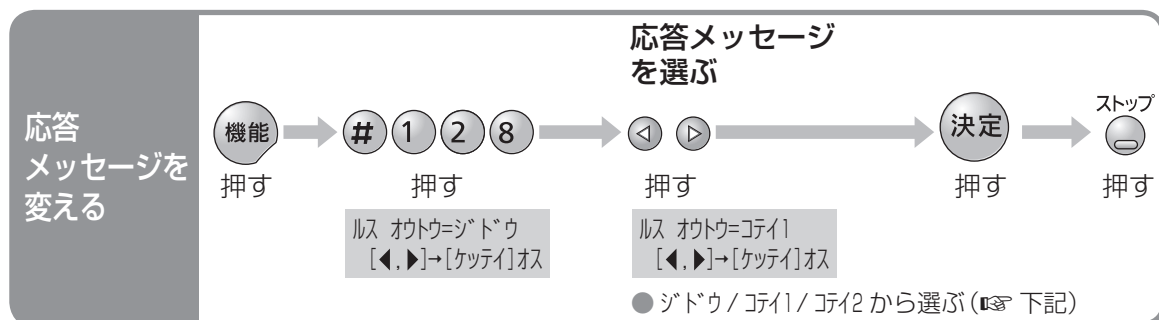 応答
メッセージを
変える
機能
押す
#128
押す
ﾙｽ ｵｳﾄｳ=ｼﾞﾄﾞｳ
[◀,▶]→[ｹｯﾃｲ]ｵｽ
応答メッセージ
を選ぶ
◁ ▷
押す
ﾙｽ ｵｳﾄｳ=ｺﾃｲ1
[◀,▶]→[ｹｯﾃｲ]ｵｽ
● ｼﾞﾄﾞｳ / ｺﾃｲ1 / ｺﾃｲ2 から選ぶ(☞ 下記)
決定
押す
ストップ
押す